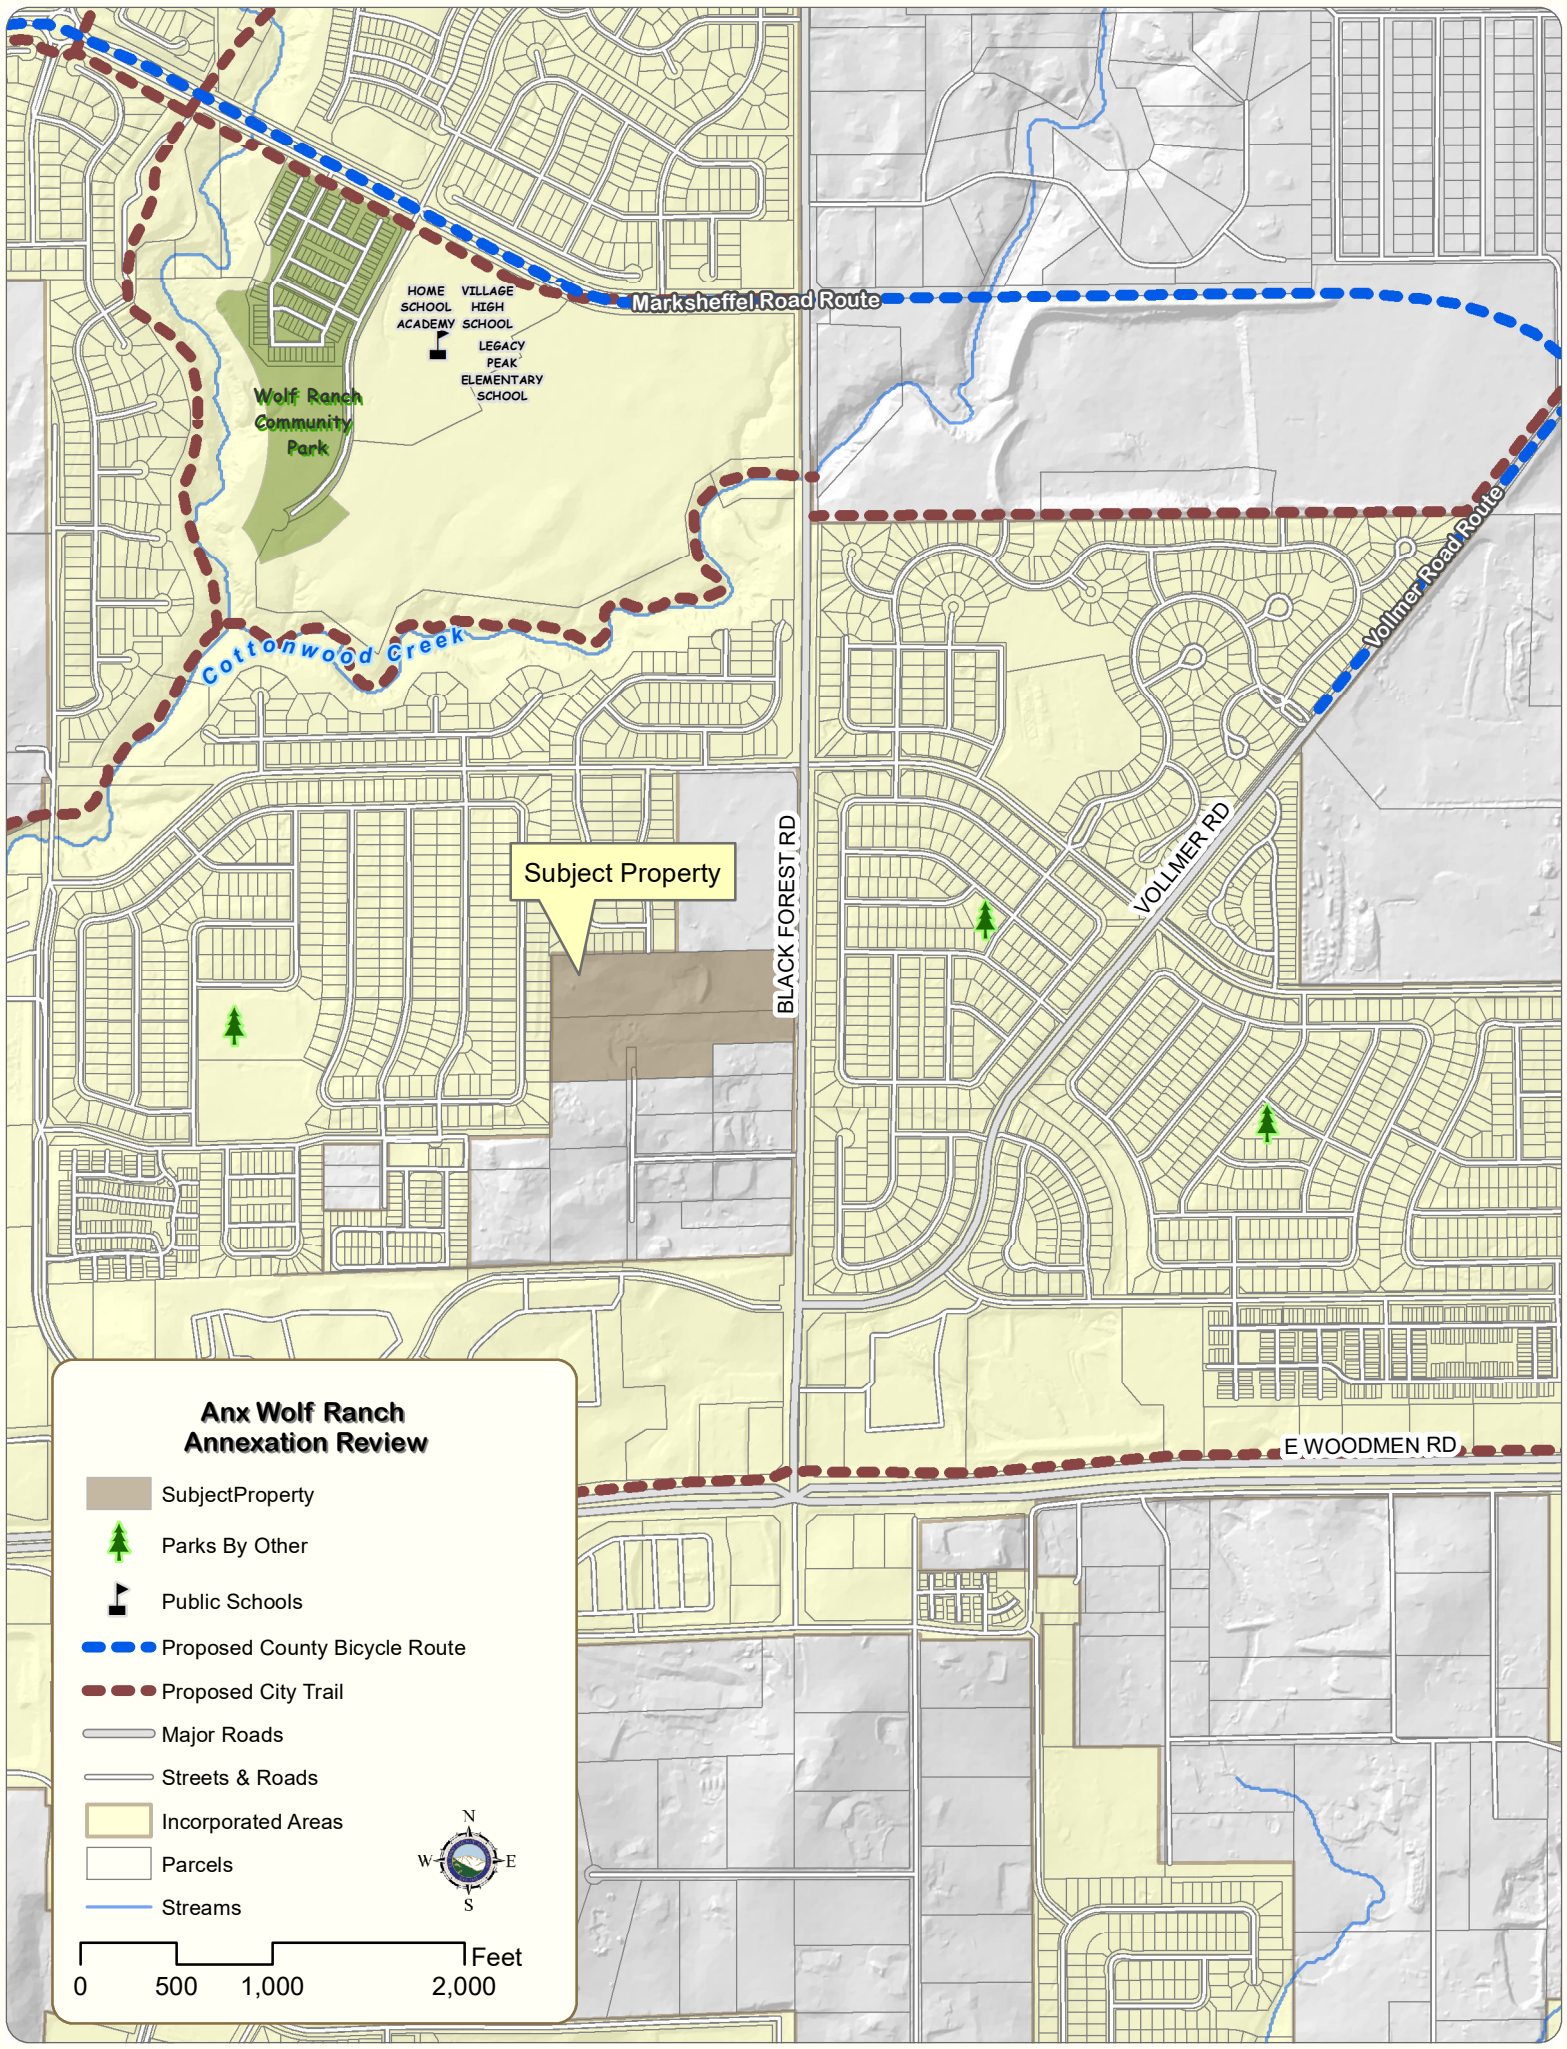 Marksheffel Road Route
HOME
SCHOOL
ACADEMY
VILLAGE
HIGH
SCHOOL
LEGACY
PEAK
ELEMENTARY
SCHOOL
Wolf Ranch
Community
Park
Vollmer Road Route
Cottonwood Creek
VOLLMER RD
BLACK FOREST RD
Subject Property
E WOODMEN RD
Anx Wolf Ranch
Annexation Review
SubjectProperty
Parks By Other
Public Schools
Proposed County Bicycle Route
Proposed City Trail
Major Roads
Streets & Roads
Incorporated Areas
Parcels
Streams
N
W E
S
Feet
0 500 1,000 2,000